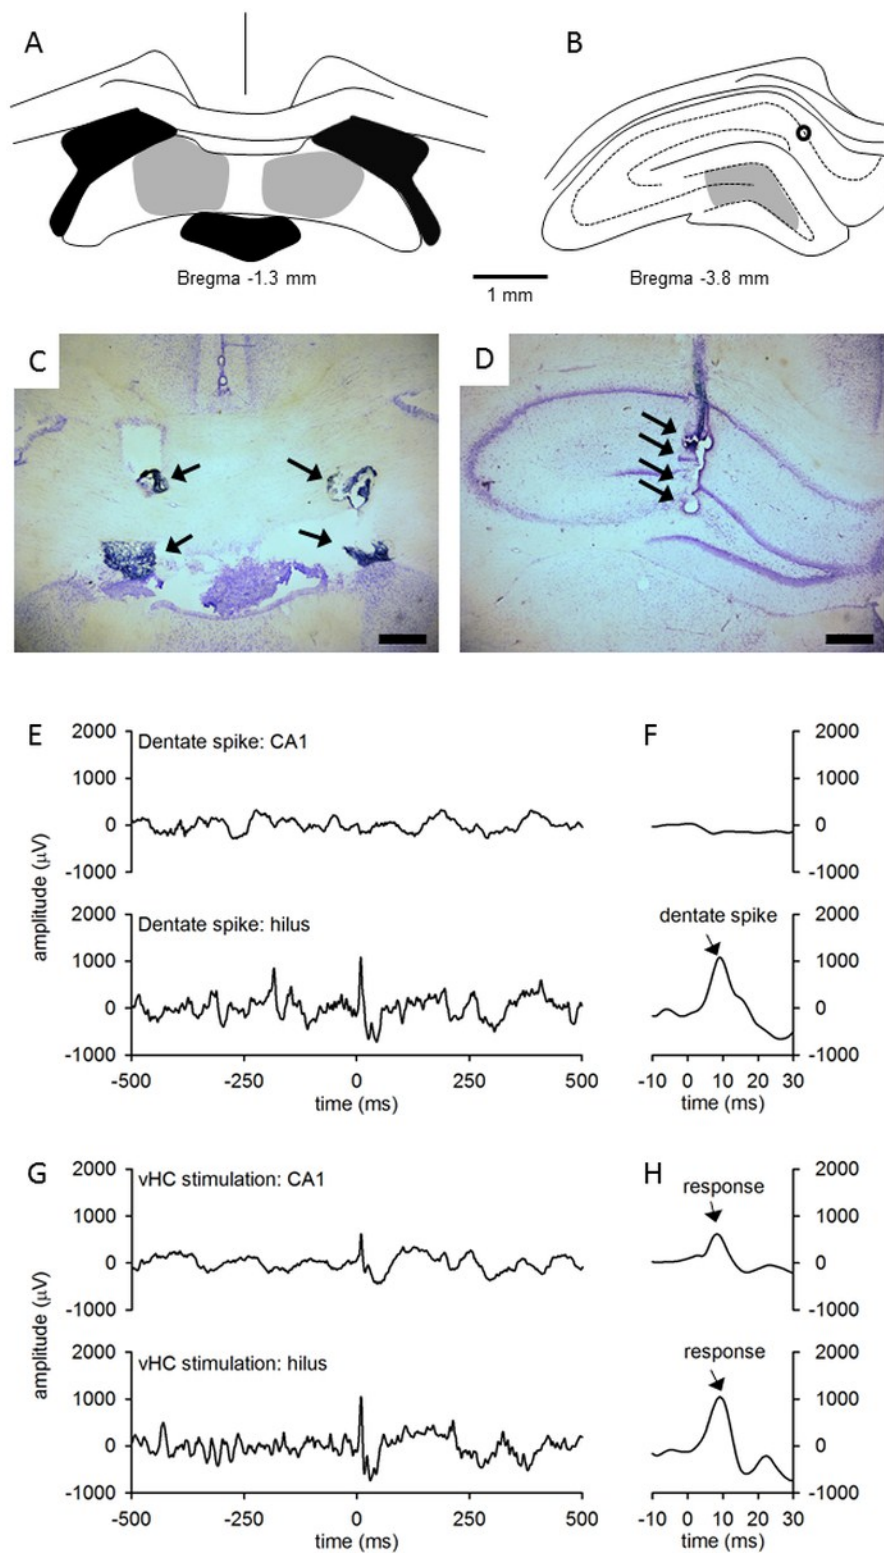 A
B
Bregma -1.3 mm
1 mm
Bregma -3.8 mm
C
D
E
F
2000
1000
0
-1000
Dentate spike: CA1
2000
1000
0
-1000
amplitude (µV)
2000
1000
0
-1000
Dentate spike: hilus
dentate spike
2000
1000
0
-1000
-500 -250 0 250 500
time (ms)
-10 0 10 20 30
time (ms)
G
H
2000
1000
0
-1000
vHC stimulation: CA1
response
2000
1000
0
-1000
amplitude (µV)
2000
1000
0
-1000
vHC stimulation: hilus
response
2000
1000
0
-1000
-500 -250 0 250 500
time (ms)
-10 0 10 20 30
time (ms)